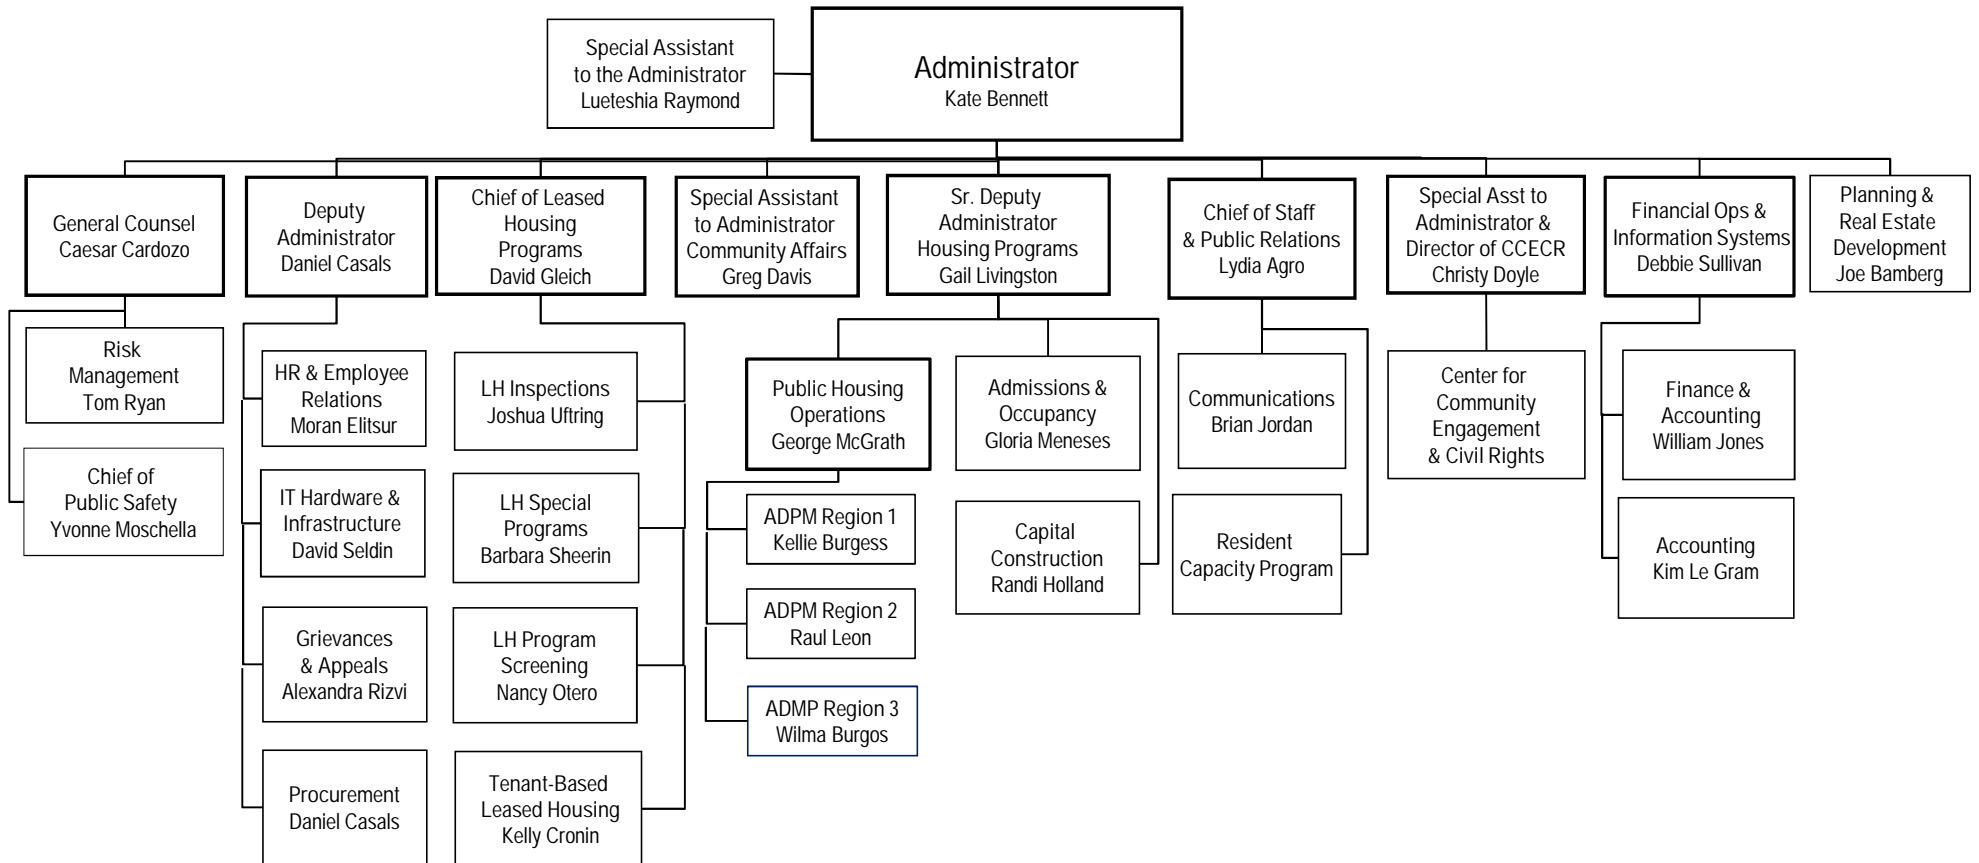 Special Assistant
to the Administrator
Lueteshia Raymond
Administrator
Kate Bennett
General Counsel
Caesar Cardozo
Deputy
Administrator
Daniel Casals
Chief of Leased
Housing
Programs
David Gleich
Special Assistant
to Administrator
Community Affairs
Greg Davis
Sr. Deputy
Administrator
Housing Programs
Gail Livingston
Chief of Staff
& Public Relations
Lydia Agro
Special Asst to
Administrator &
Director of CCECR
Christy Doyle
Financial Ops &
Information Systems
Debbie Sullivan
Planning &
Real Estate
Development
Joe Bamberg
Risk
Management
Tom Ryan
Chief of
Public Safety
Yvonne Moschella
HR & Employee
Relations
Moran Elitsur
IT Hardware &
Infrastructure
David Seldin
Grievances
& Appeals
Alexandra Rizvi
Procurement
Daniel Casals
LH Inspections
Joshua Uftring
LH Special
Programs
Barbara Sheerin
LH Program
Screening
Nancy Otero
Tenant-Based
Leased Housing
Kelly Cronin
Public Housing
Operations
George McGrath
ADPM Region 1
Kellie Burgess
ADPM Region 2
Raul Leon
ADMP Region 3
Wilma Burgos
Admissions &
Occupancy
Gloria Meneses
Capital
Construction
Randi Holland
Communications
Brian Jordan
Resident
Capacity Program
Center for
Community
Engagement
& Civil Rights
Finance &
Accounting
William Jones
Accounting
Kim Le Gram